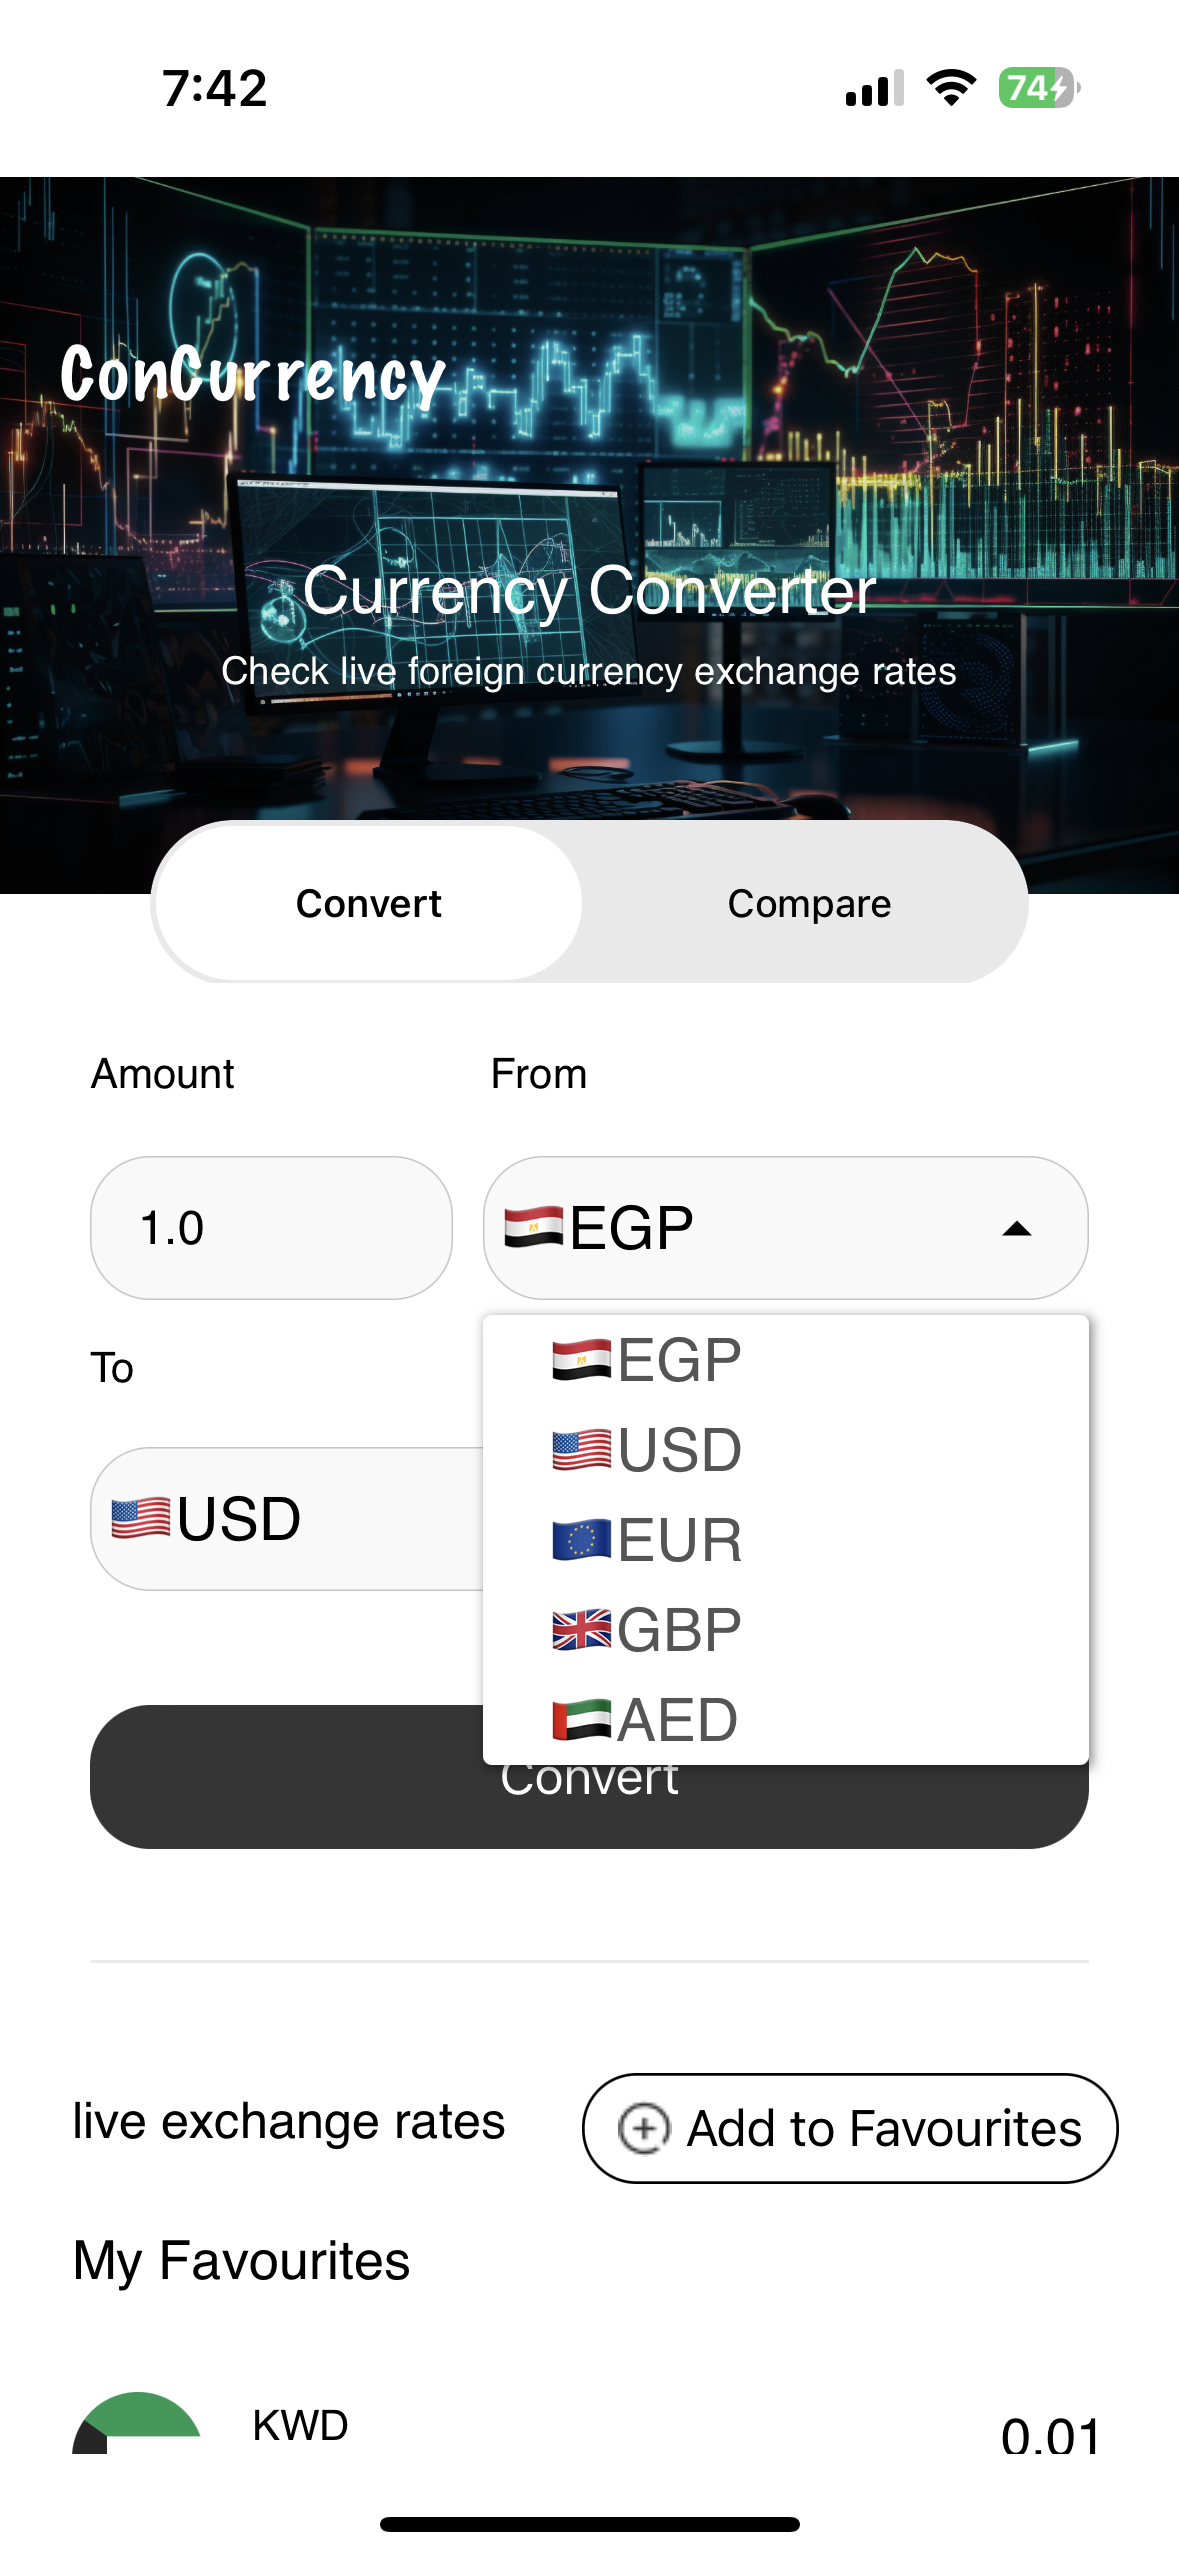 7:42
74
ConCurrency
Currency Converter
Check live foreign currency exchange rates
Convert Compare
Amount From
1.0 EGP
EGP
To
USD
USD
EUR
GBP
AED
Convert
live exchange rates Add to Favourites
My Favourites
KWD 0.01